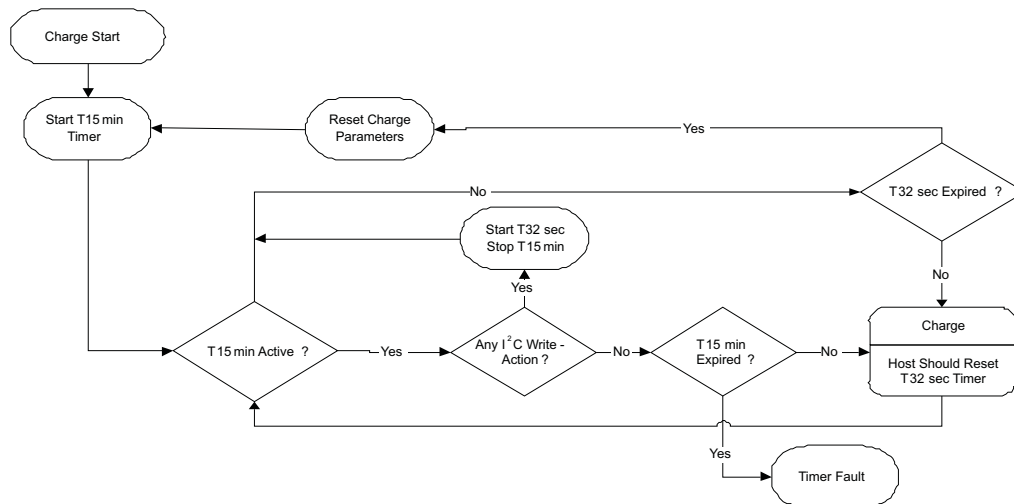 Charge Start
Start T15 min
Timer
Reset Charge
Parameters
Yes
No
T32 sec Expired ?
Start T32 sec
Stop T15 min
No
Yes
Charge
T15 min Active ?
Yes
Any I²C Write -
Action ?
No
T15 min
Expired ?
No
Host Should Reset
T32 sec Timer
Yes
Timer Fault